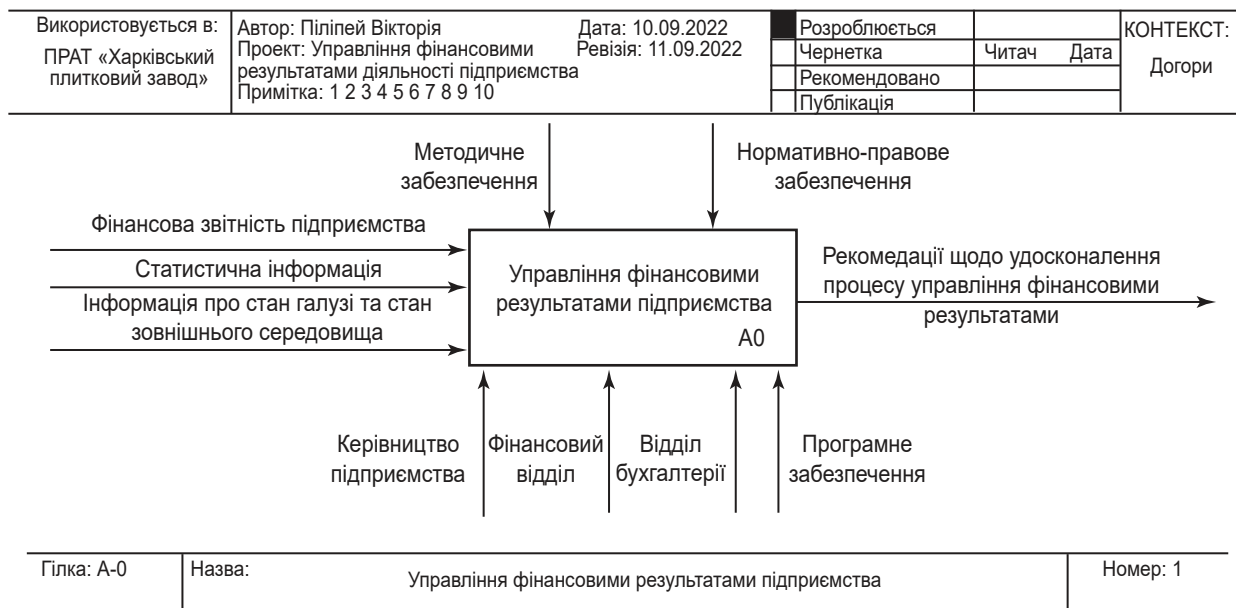 Використовується в:
ПРАТ «Харківський
плитковий завод»
Автор: Піліпей Вікторія
Дата: 10.09.2022
Проект: Управління фінансовими
Ревізія: 11.09.2022
результатами діяльності підприємства
Примітка: 1 2 3 4 5 6 7 8 9 10
Розроблюється
Чернетка
Читач Дата
Рекомендовано
Публікація
КОНТЕКСТ:
Догори
Методичне
забезпечення
Нормативно-правове
забезпечення
Фінансова звітність підприємства
Статистична інформація
Інформація про стан галузі та стан
зовнішнього середовища
Управління фінансовими
результатами підприємства
А0
Рекомедації щодо удосконалення
процесу управління фінансовими
результатами
Керівництво
підприємства
Фінансовий
відділ
Відділ
бухгалтерії
Програмне
забезпечення
Гілка: А-0
Назва:
Управління фінансовими результатами підприємства
Номер: 1